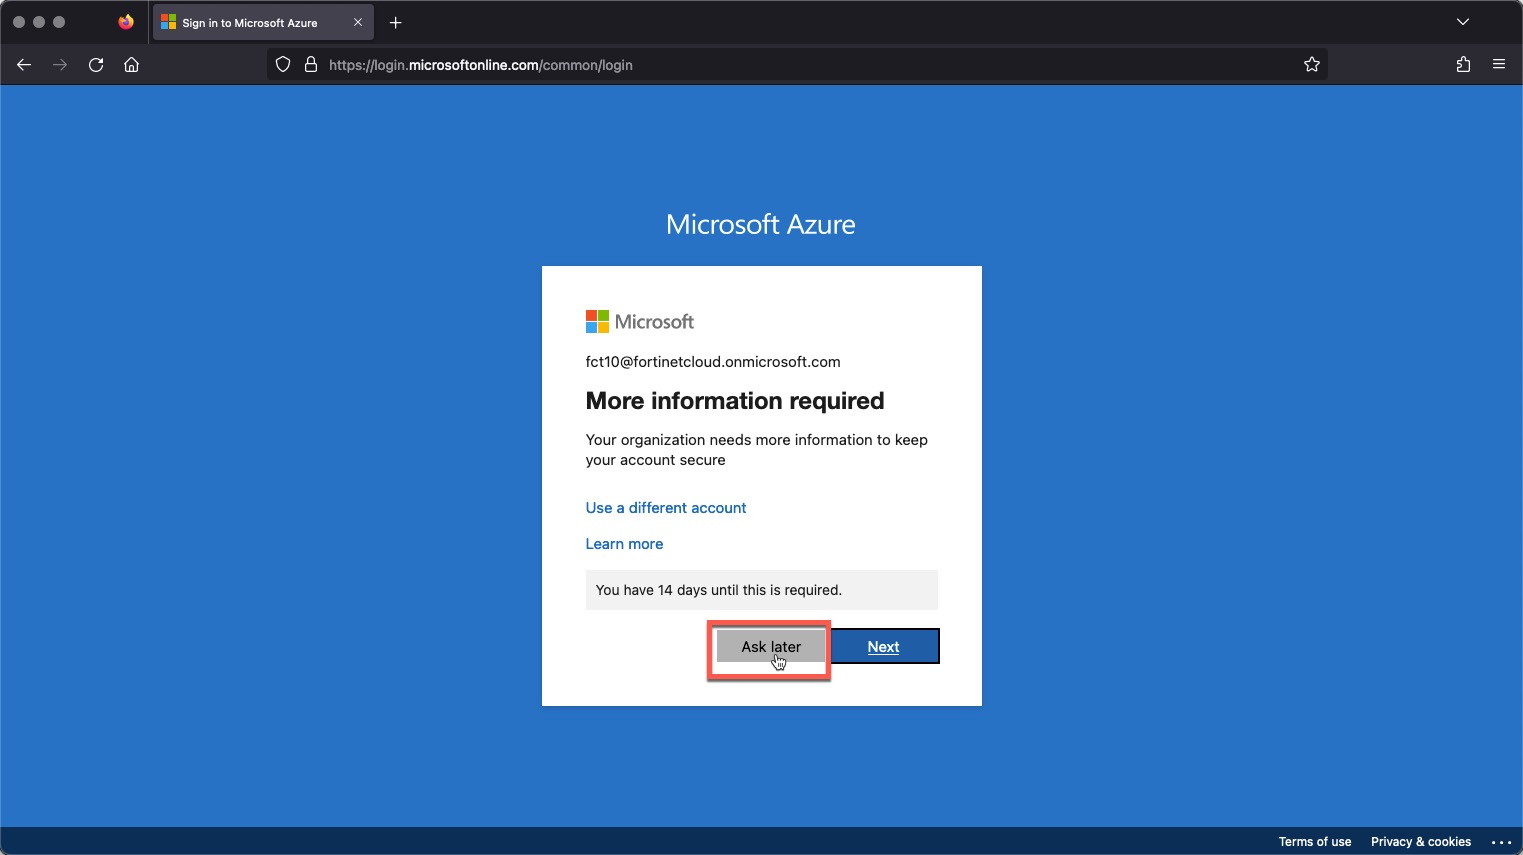 Sign in to Microsoft Azure
https://login.microsoftonline.com/common/login
Microsoft Azure
Microsoft
fct10@fortinetcloud.onmicrosoft.com
More information required
Your organization needs more information to keep
your account secure
Use a different account
Learn more
You have 14 days until this is required.
Ask later
Next
Terms of use
Privacy & cookies